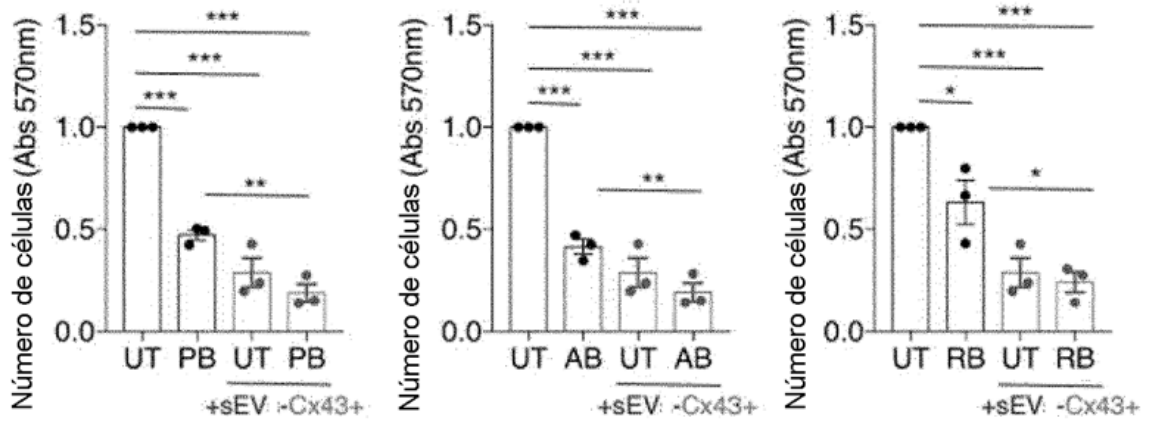 Número de células (Abs 570nm)
1.5
1.0
0.5
0.0
***
***
***
**
UT PB UT PB
+sEV -Cx43+
Número de células (Abs 570nm)
1.5
1.0
0.5
0.0
***
***
***
**
UT AB UT AB
+sEV -Cx43+
Número de células (Abs 570nm)
1.5
1.0
0.5
0.0
***
***
*
*
UT RB UT RB
+sEV -Cx43+